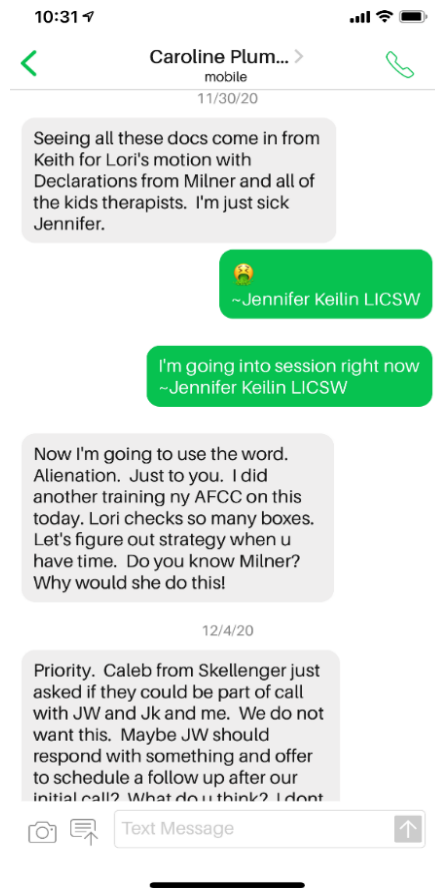 10:31
Caroline Plum...
mobile
11/30/20
Seeing all these docs come in from
Keith for Lori's motion with
Declarations from Milner and all of
the kids therapists.  I'm just sick
Jennifer.
🤮
~Jennifer Keilin LICSW
I'm going into session right now
~Jennifer Keilin LICSW
Now I'm going to use the word.
Alienation.  Just to you.  I did
another training ny AFCC on this
today. Lori checks so many boxes.
Let's figure out strategy when u
have time.  Do you know Milner?
Why would she do this!
12/4/20
Priority.  Caleb from Skellenger just
asked if they could be part of call
with JW and Jk and me.  We do not
want this.  Maybe JW should
respond with something and offer
to schedule a follow up after our
initial call?  What do u think?  I dont
Text Message